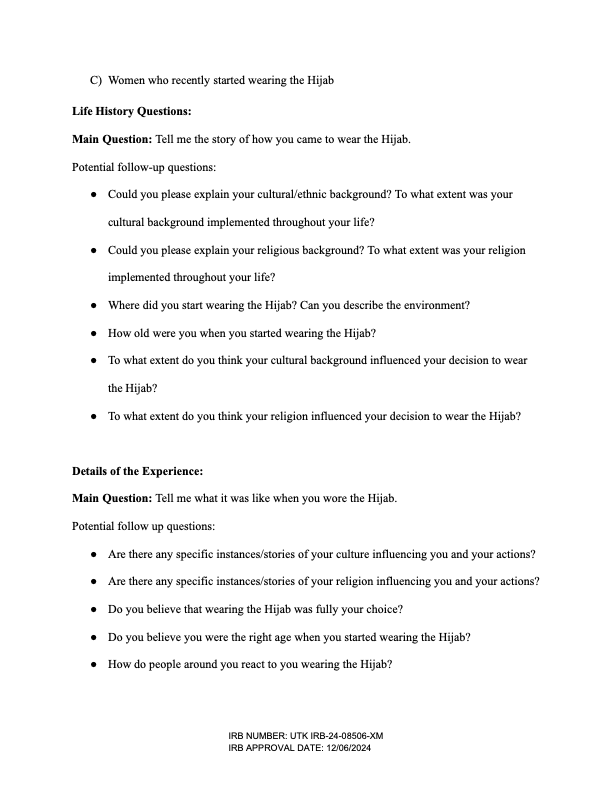 C) Women who recently started wearing the Hijab
Life History Questions:
Main Question: Tell me the story of how you came to wear the Hijab.
Potential follow-up questions:
● Could you please explain your cultural/ethnic background? To what extent was your
cultural background implemented throughout your life?
● Could you please explain your religious background? To what extent was your religion
implemented throughout your life?
● Where did you start wearing the Hijab? Can you describe the environment?
● How old were you when you started wearing the Hijab?
● To what extent do you think your cultural background influenced your decision to wear
the Hijab?
● To what extent do you think your religion influenced your decision to wear the Hijab?
Details of the Experience:
Main Question: Tell me what it was like when you wore the Hijab.
Potential follow up questions:
● Are there any specific instances/stories of your culture influencing you and your actions?
● Are there any specific instances/stories of your religion influencing you and your actions?
● Do you believe that wearing the Hijab was fully your choice?
● Do you believe you were the right age when you started wearing the Hijab?
● How do people around you react to you wearing the Hijab?
IRB NUMBER: UTK IRB-24-08506-XM
IRB APPROVAL DATE: 12/06/2024